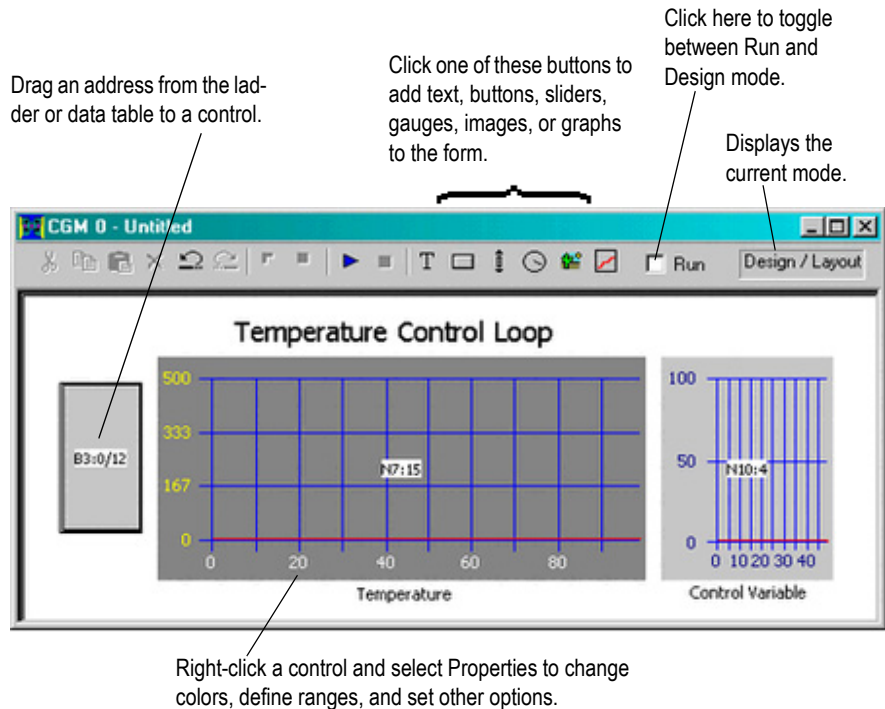 Click here to toggle
between Run and
Design mode.
Click one of these buttons to
add text, buttons, sliders,
gauges, images, or graphs
to the form.
Drag an address from the lad-
der or data table to a control.
Displays the
current mode.
CGM 0 - Untitled
T
Run
Design / Layout
Temperature Control Loop
500
333
167
0
B3:0/12
N7:15
0 20 40 60 80
Temperature
100
50
0
N10:4
0 10 20 30 40
Control Variable
Right-click a control and select Properties to change
colors, define ranges, and set other options.